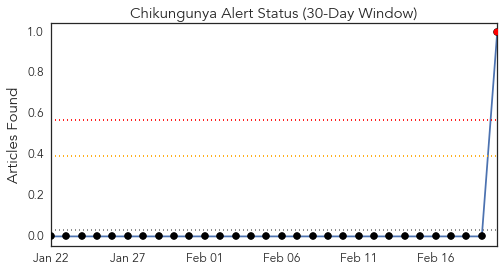 Chikungunya Alert Status (30-Day Window)
Articles Found
1.0
0.8
0.6
0.4
0.2
0.0
Jan 22 Jan 27 Feb 01 Feb 06 Feb 11 Feb 16